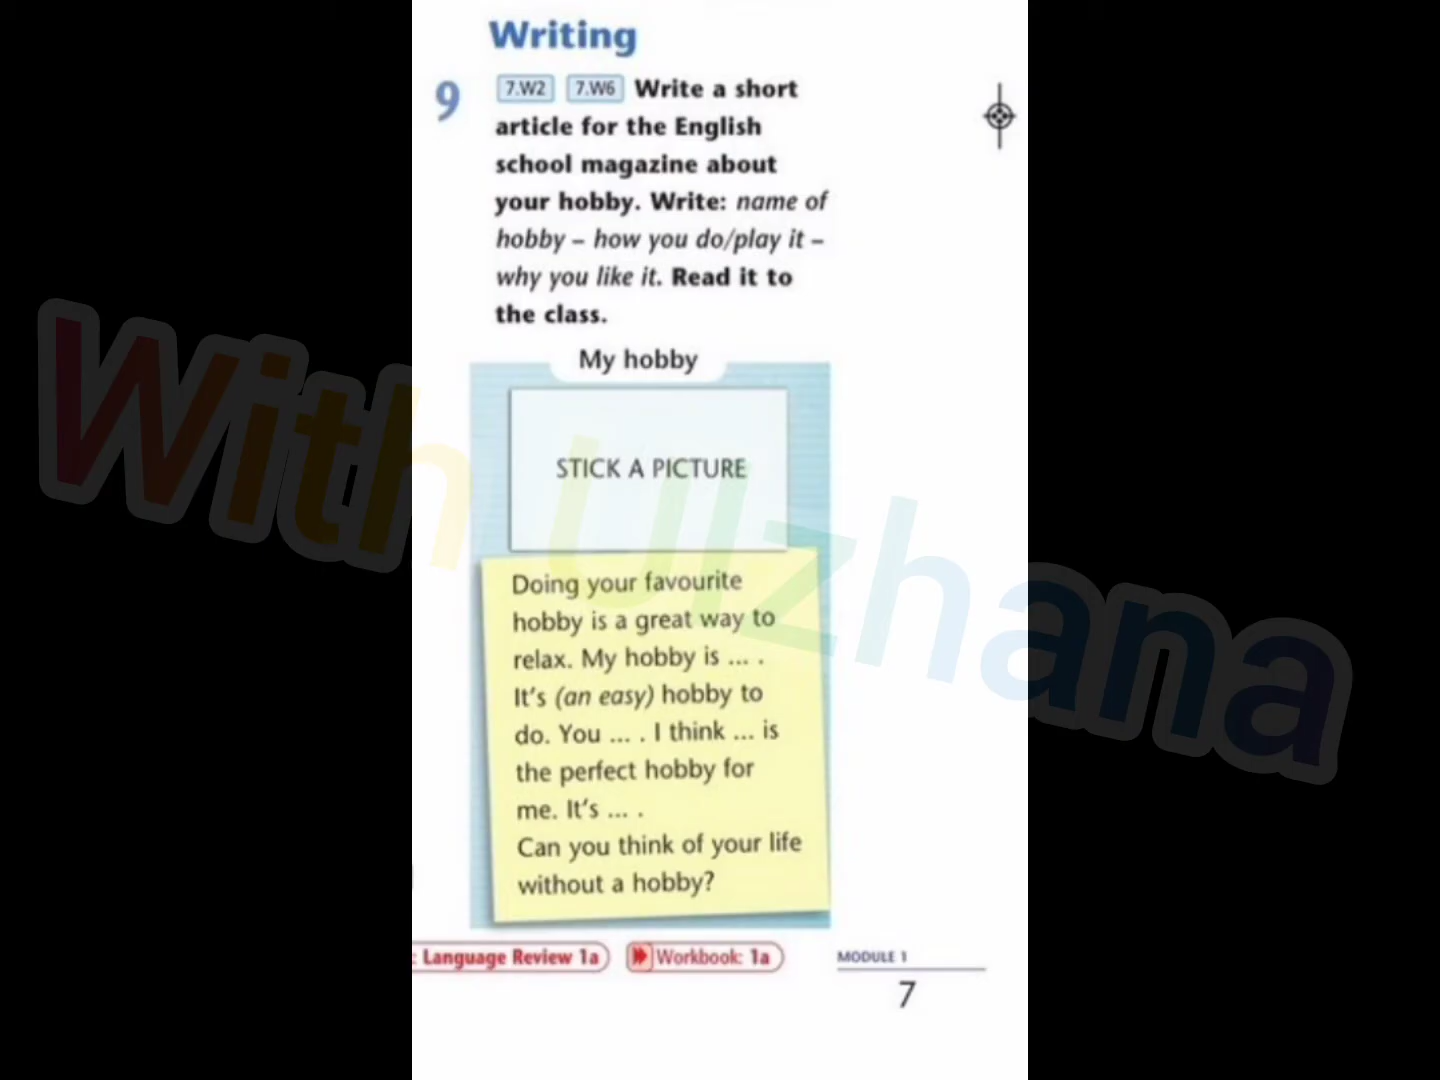 Writing
9 7.W2 7.W6 Write a short
article for the English
school magazine about
your hobby. Write: name of
hobby – how you do/play it –
why you like it. Read it to
the class.
My hobby
STICK A PICTURE
Doing your favourite
hobby is a great way to
relax. My hobby is ... .
It's (an easy) hobby to
do. You ... . I think ... is
the perfect hobby for
me. It's ... .
Can you think of your life
without a hobby?
: Language Review 1a Workbook: 1a MODULE 1
7
With Ulzhana